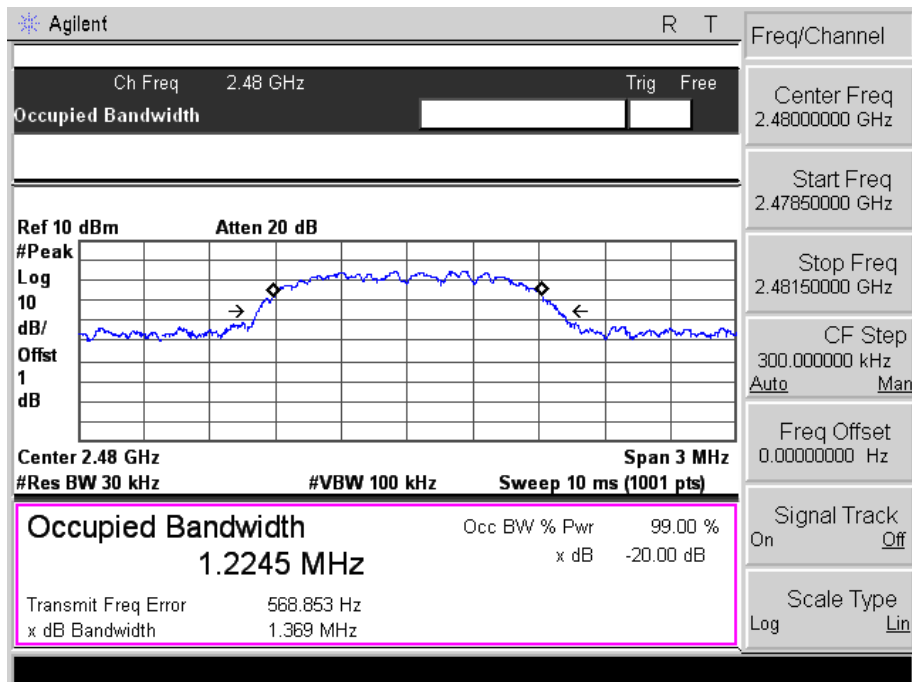 Agilent R T
Ch Freq 2.48 GHz Trig Free
Occupied Bandwidth
Ref 10 dBm Atten 20 dB
#Peak
Log
10
dB/
Offst
1
dB
Center 2.48 GHz Span 3 MHz
#Res BW 30 kHz #VBW 100 kHz Sweep 10 ms (1001 pts)
Occupied Bandwidth Occ BW % Pwr 99.00 %
1.2245 MHz x dB -20.00 dB
Transmit Freq Error 568.853 Hz
x dB Bandwidth 1.369 MHz
Freq/Channel
Center Freq
2.48000000 GHz
Start Freq
2.47850000 GHz
Stop Freq
2.48150000 GHz
CF Step
300.000000 kHz
Auto Man
Freq Offset
0.00000000 Hz
Signal Track
On Off
Scale Type
Log Lin